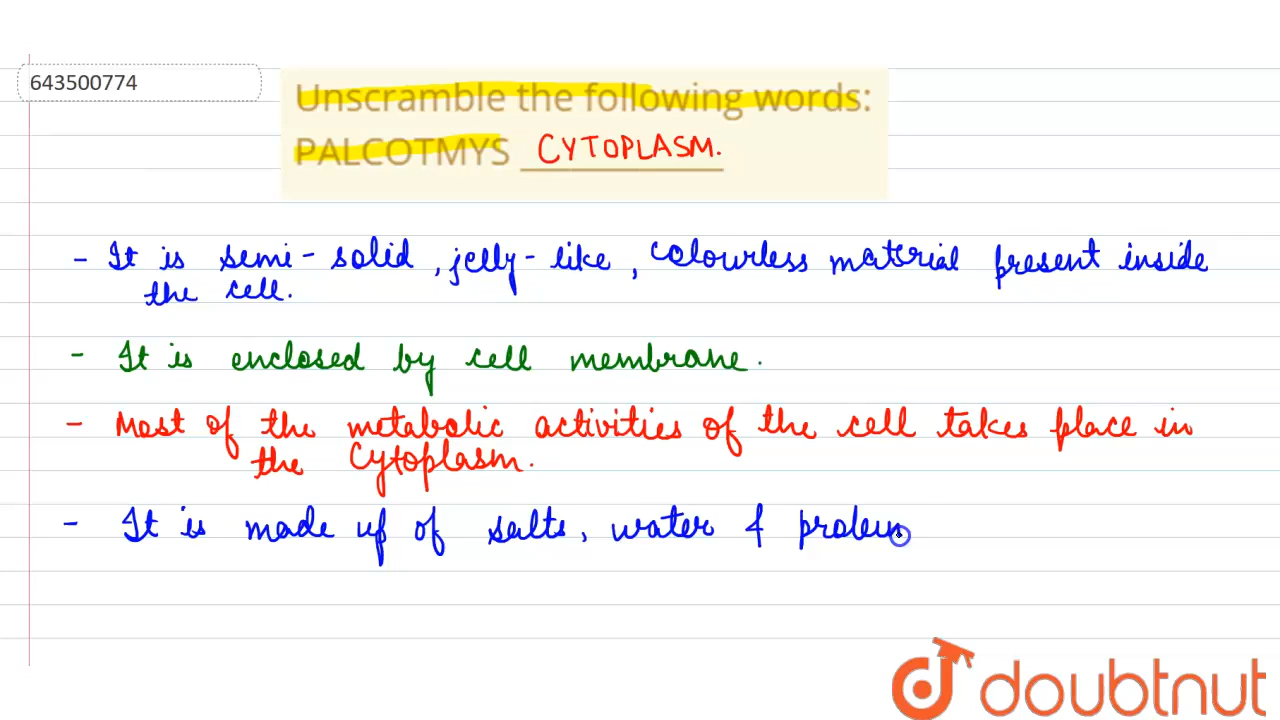 643500774
Unscramble the following words:
PALCOTMYS CYTOPLASM.
- It is semi-solid, jelly-like, colourless material present inside
the cell.
- It is enclosed by cell membrane.
- Most of the metabolic activities of the cell takes place in
the cytoplasm.
- It is made up of salts, water &
doubtnut